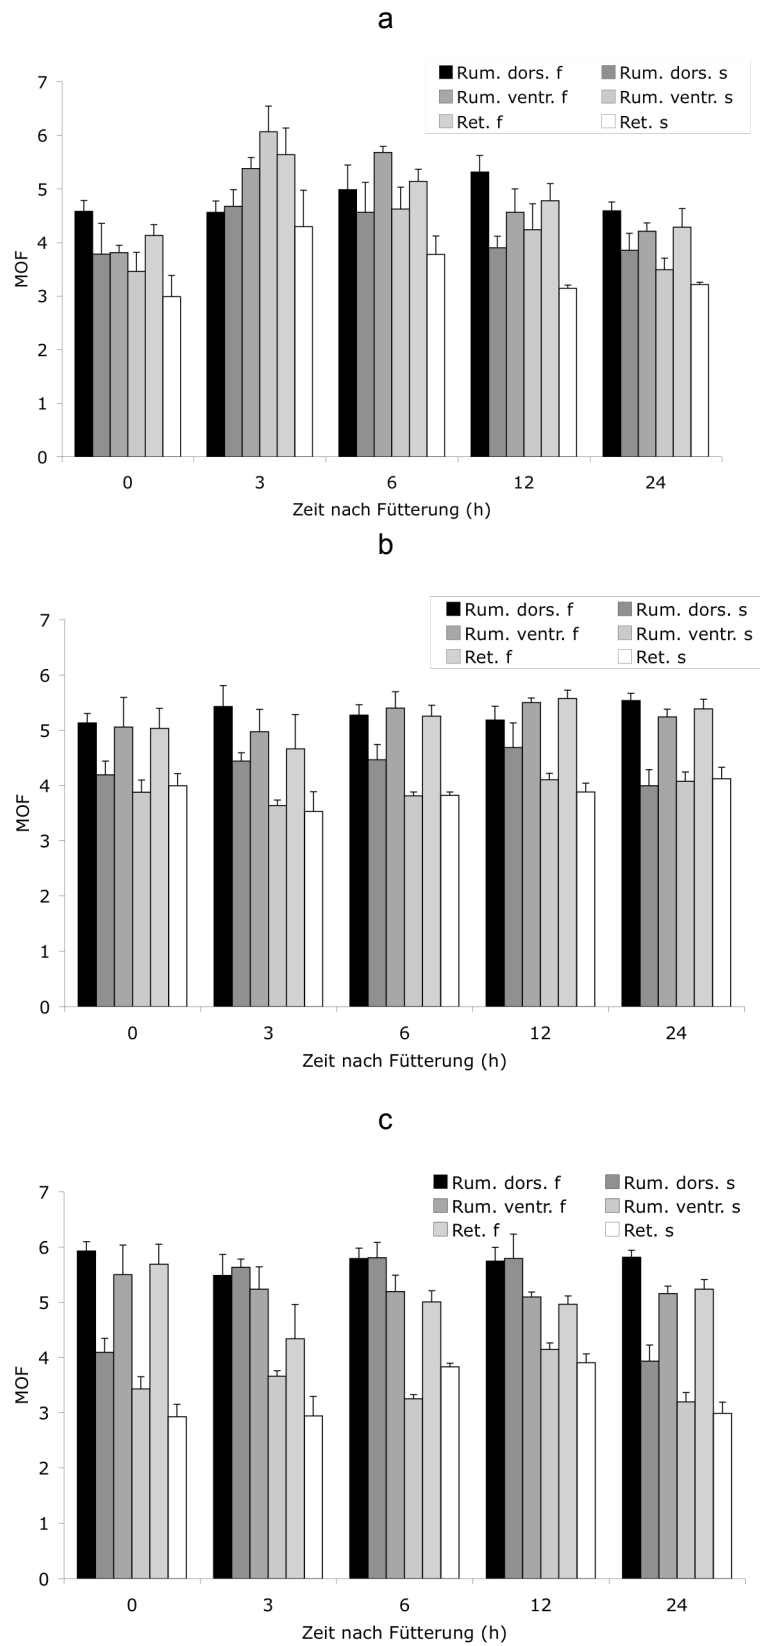 a
Rum. dors. f Rum. dors. s
Rum. ventr. f Rum. ventr. s
Ret. f Ret. s
7
6
5
4
3
2
1
0
MOF
0 3 6 12 24
Zeit nach Fütterung (h)
b
Rum. dors. f Rum. dors. s
Rum. ventr. f Rum. ventr. s
Ret. f Ret. s
7
6
5
4
3
2
1
0
MOF
0 3 6 12 24
Zeit nach Fütterung (h)
c
Rum. dors. f Rum. dors. s
Rum. ventr. f Rum. ventr. s
Ret. f Ret. s
7
6
5
4
3
2
1
0
MOF
0 3 6 12 24
Zeit nach Fütterung (h)